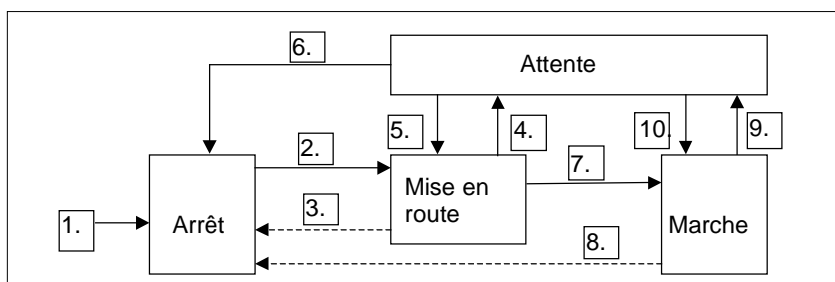 6.
Attente
5.
4.
10.
9.
2.
7.
Mise en
route
1.
Arrêt
3.
Marche
8.